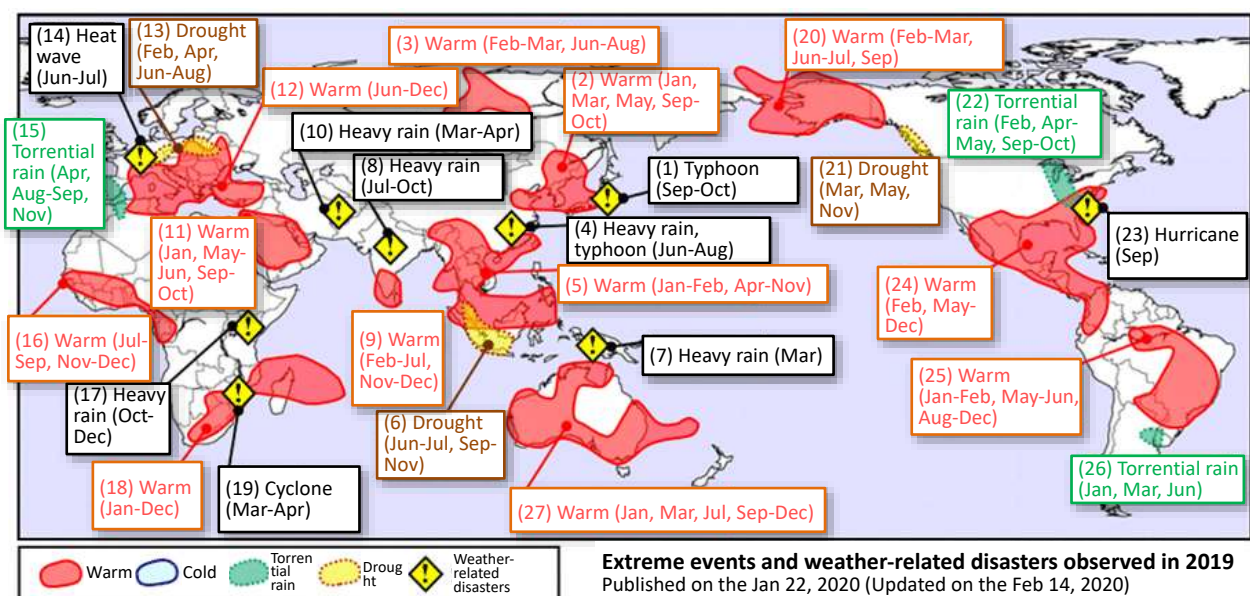 (14) Heat
wave
(Jun-Jul)
(13) Drought
(Feb, Apr,
Jun-Aug)
(3) Warm (Feb-Mar, Jun-Aug)
(20) Warm (Feb-Mar,
Jun-Jul, Sep)
(12) Warm (Jun-Dec)
(2) Warm (Jan,
Mar, May, Sep-
Oct)
(22) Torrential
rain (Feb, Apr-
May, Sep-Oct)
(15)
Torrential
rain (Apr,
Aug-Sep,
Nov)
(10) Heavy rain (Mar-Apr)
(8) Heavy rain
(Jul-Oct)
(1) Typhoon
(Sep-Oct)
(21) Drought
(Mar, May,
Nov)
(11) Warm
(Jan, May-
Jun, Sep-
Oct)
(4) Heavy rain,
typhoon (Jun-Aug)
(23) Hurricane
(Sep)
(5) Warm (Jan-Feb, Apr-Nov)
(24) Warm
(Feb, May-
Dec)
(16) Warm (Jul-
Sep, Nov-Dec)
(9) Warm
(Feb-Jul,
Nov-Dec)
(7) Heavy rain (Mar)
(25) Warm
(Jan-Feb, May-Jun,
Aug-Dec)
(17) Heavy
rain (Oct-
Dec)
(6) Drought
(Jun-Jul, Sep-
Nov)
(18) Warm
(Jan-Dec)
(19) Cyclone
(Mar-Apr)
(27) Warm (Jan, Mar, Jul, Sep-Dec)
(26) Torrential rain
(Jan, Mar, Jun)
Warm
Cold
Torren
tial
rain
Droug
ht
Weather-
related
disasters
Extreme events and weather-related disasters observed in 2019
Published on the Jan 22, 2020 (Updated on the Feb 14, 2020)